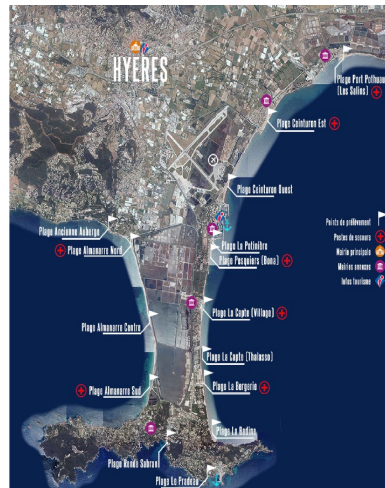 HYERES
Plage Port Pothuau
(Les Salins)
Plage Ceinturon Est
Plage Ceinturon Ouest
Plage Ancienne Auberge
Plage Almanarre Nord
Plage La Potinière
Plage Pesquiers (Bona)
Points de prélèvement
Postes de secours
Mairie principale
Mairies annexes
Infos tourisme
Plage La Capte (Village)
Plage Almanarre Centre
Plage La Capte (Thalasso)
Plage Almanarre Sud
Plage La Bergerie
Plage La Badine
Plage Ronde Sabran
Plage Le Pradeau